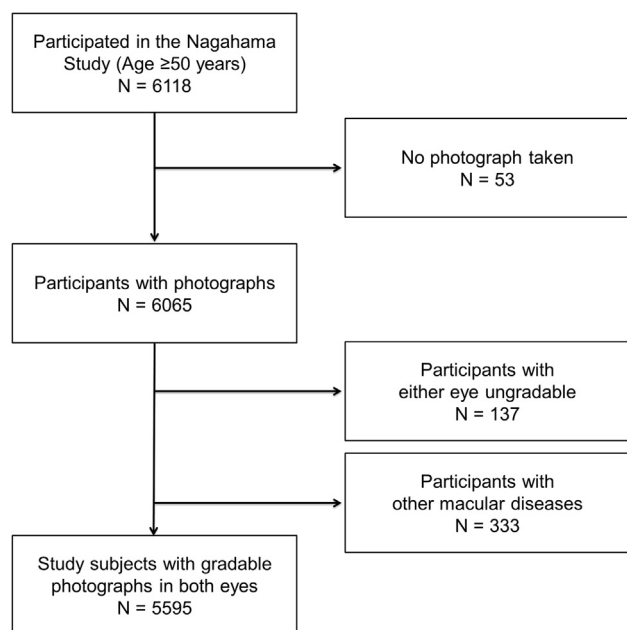 Participated in the Nagahama
Study (Age ≥50 years)
N = 6118
No photograph taken
N = 53
Participants with photographs
N = 6065
Participants with
either eye ungradable
N = 137
Participants with
other macular diseases
N = 333
Study subjects with gradable
photographs in both eyes
N = 5595